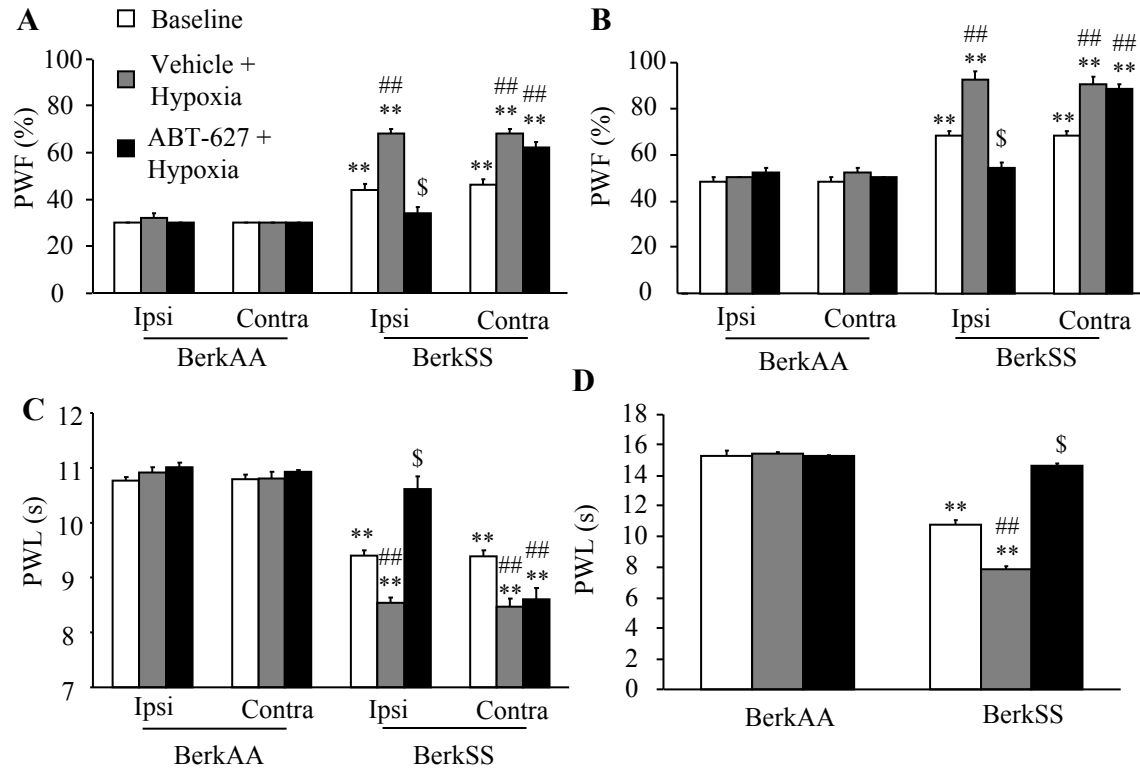 A
Baseline
Vehicle +
Hypoxia
ABT-627 +
Hypoxia
PWF (%)
100
80
60
40
20
0
##
**
**
$
##
**
**
##
**
Ipsi
Contra
Ipsi
Contra
BerkAA
BerkSS
B
PWF (%)
100
80
60
40
20
0
##
**
**
$
##
**
**
##
**
Ipsi
Contra
Ipsi
Contra
BerkAA
BerkSS
C
PWL (s)
12
11
10
9
8
7
**
##
**
$
**
##
**
##
**
Ipsi
Contra
Ipsi
Contra
BerkAA
BerkSS
D
PWL (s)
18
16
14
12
10
8
6
4
2
0
**
##
**
$
BerkAA
BerkSS